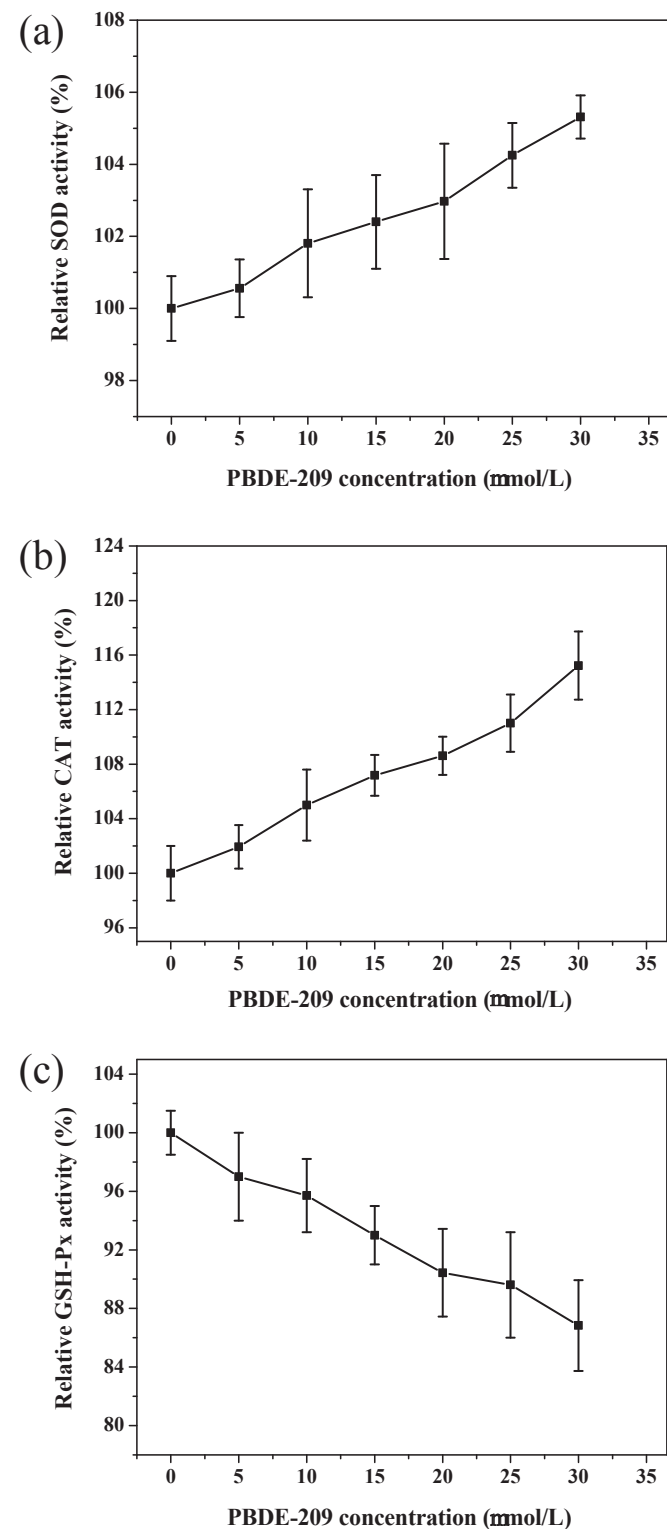 (a)
108
106
104
102
100
98
Relative SOD activity (%)
0 5 10 15 20 25 30 35
PBDE-209 concentration (mmol/L)
(b)
124
120
116
112
108
104
100
96
Relative CAT activity (%)
0 5 10 15 20 25 30 35
PBDE-209 concentration (mmol/L)
(c)
104
100
96
92
88
84
80
Relative GSH-Px activity (%)
0 5 10 15 20 25 30 35
PBDE-209 concentration (mmol/L)